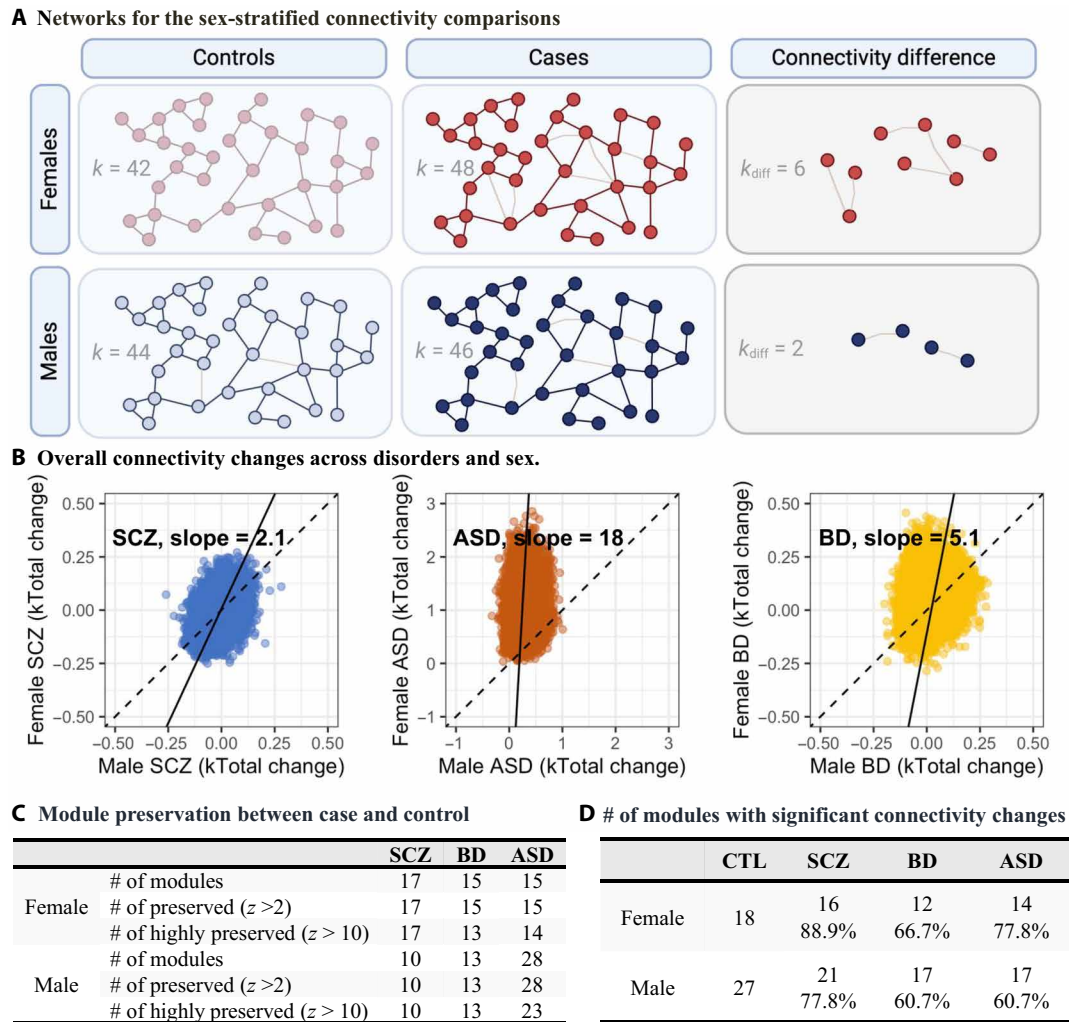 A Networks for the sex-stratified connectivity comparisons
Controls Cases Connectivity difference
Females
k = 42
k = 48
kdiff = 6
Males
k = 44
k = 46
kdiff = 2
B Overall connectivity changes across disorders and sex.
Female SCZ (kTotal change)
0.50
0.25
0.00
−0.25
−0.50
SCZ, slope = 2.1
−0.50 −0.25 0.00 0.25 0.50
Male SCZ (kTotal change)
Female ASD (kTotal change)
3
2
1
0
−1
ASD, slope = 18
−1 0 1 2 3
Male ASD (kTotal change)
Female BD (kTotal change)
0.50
0.25
0.00
−0.25
−0.50
BD, slope = 5.1
−0.50 −0.25 0.00 0.25 0.50
Male BD (kTotal change)
C Module preservation between case and control
SCZ BD ASD
Female
# of modules 17 15 15
# of preserved (z >2) 17 15 15
# of highly preserved (z > 10) 17 13 14
Male
# of modules 10 13 28
# of preserved (z >2) 10 13 28
# of highly preserved (z > 10) 10 13 23
D # of modules with significant connectivity changes
CTL SCZ BD ASD
Female 18 16 12 14
88.9% 66.7% 77.8%
Male 27 21 17 17
77.8% 60.7% 60.7%